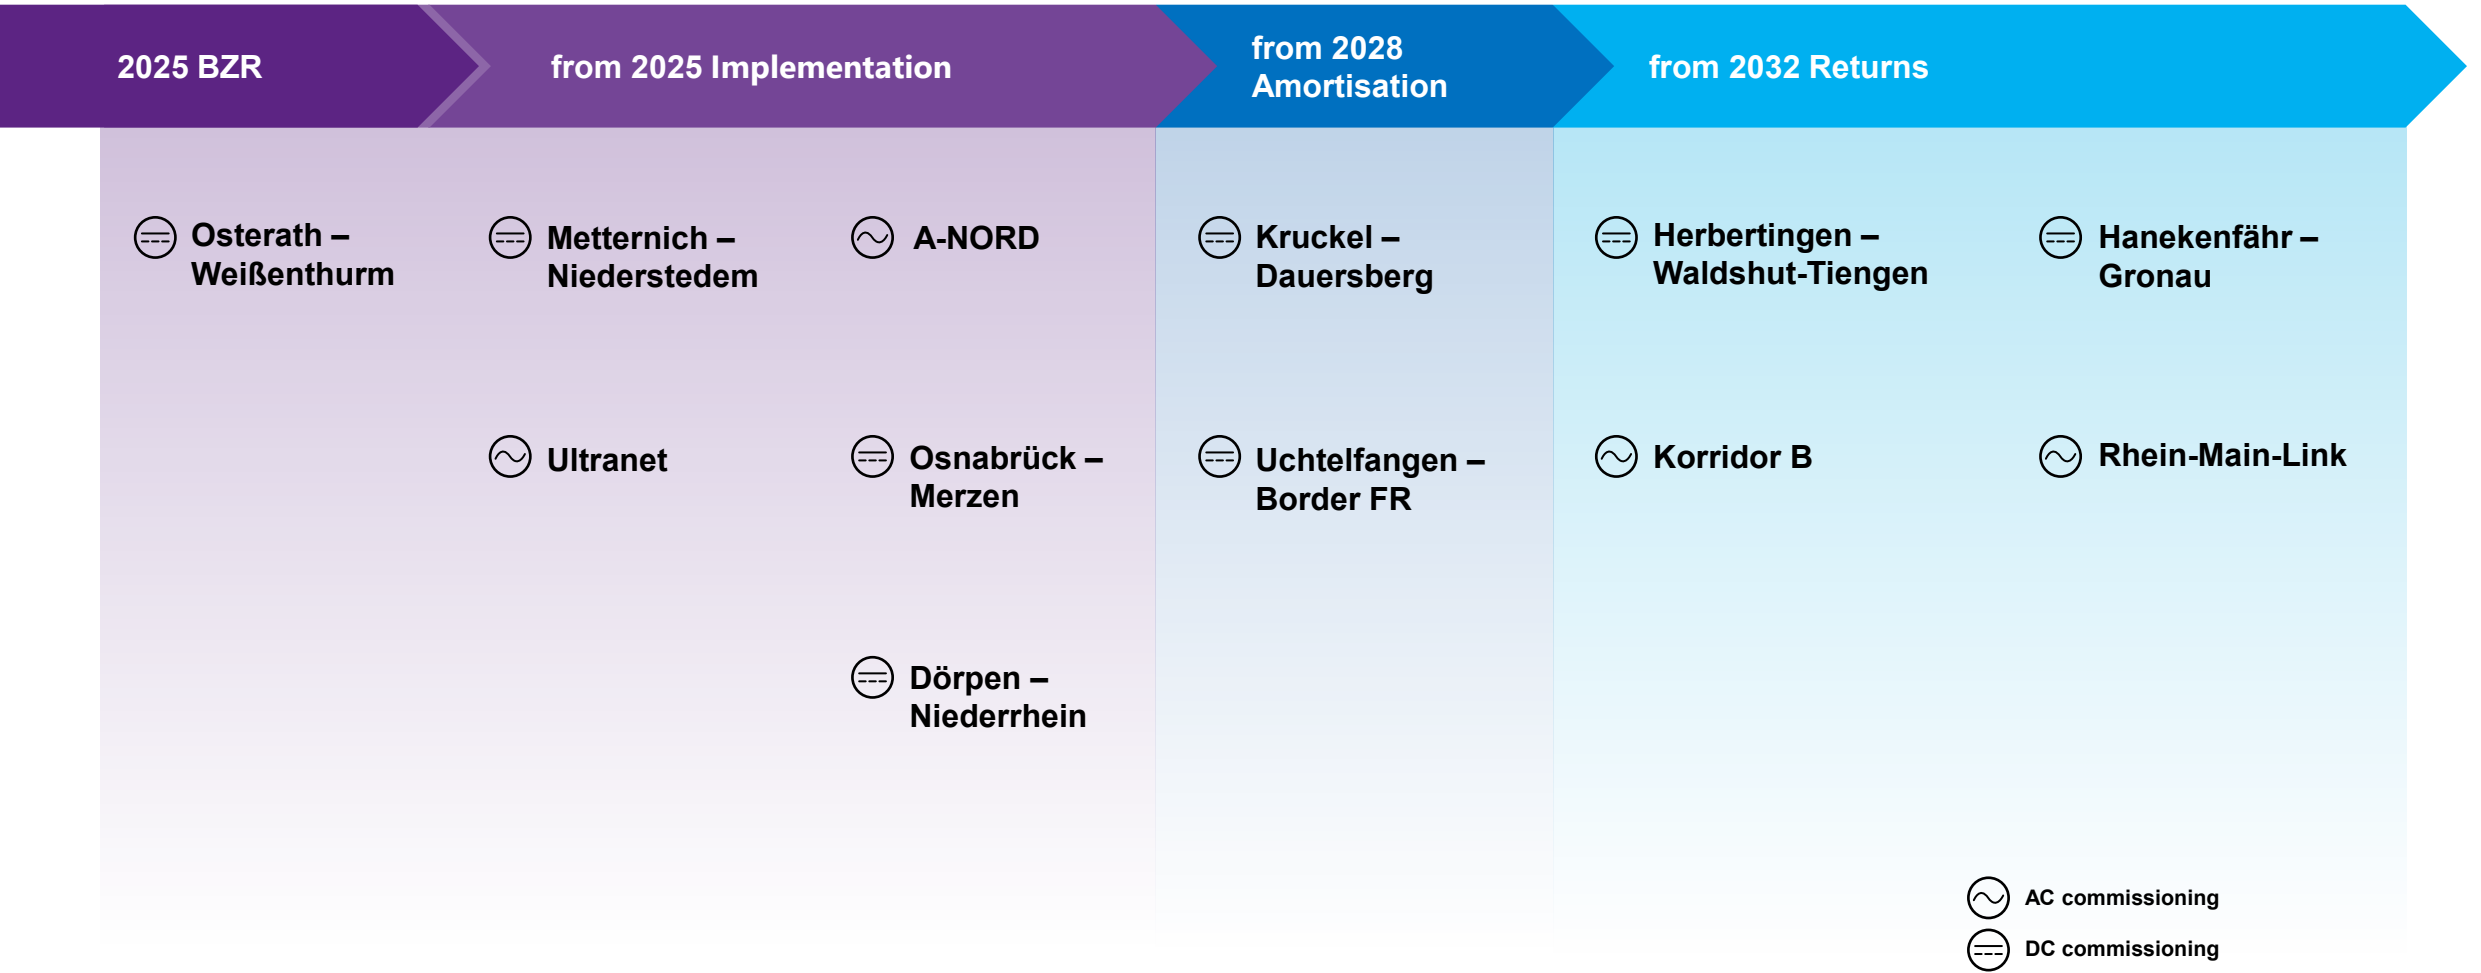 2025 BZR
from 2025 Implementation
from 2028
Amortisation
from 2032 Returns
Osterath –
Weißenthurm
Metternich –
Niederstedem
A-NORD
Kruckel –
Dauersberg
Herbertingen –
Waldshut-Tiengen
Hanekenfähr –
Gronau
Ultranet
Osnabrück –
Merzen
Uchtelfangen –
Border FR
Korridor B
Rhein-Main-Link
Dörpen –
Niederrhein
AC commissioning
DC commissioning